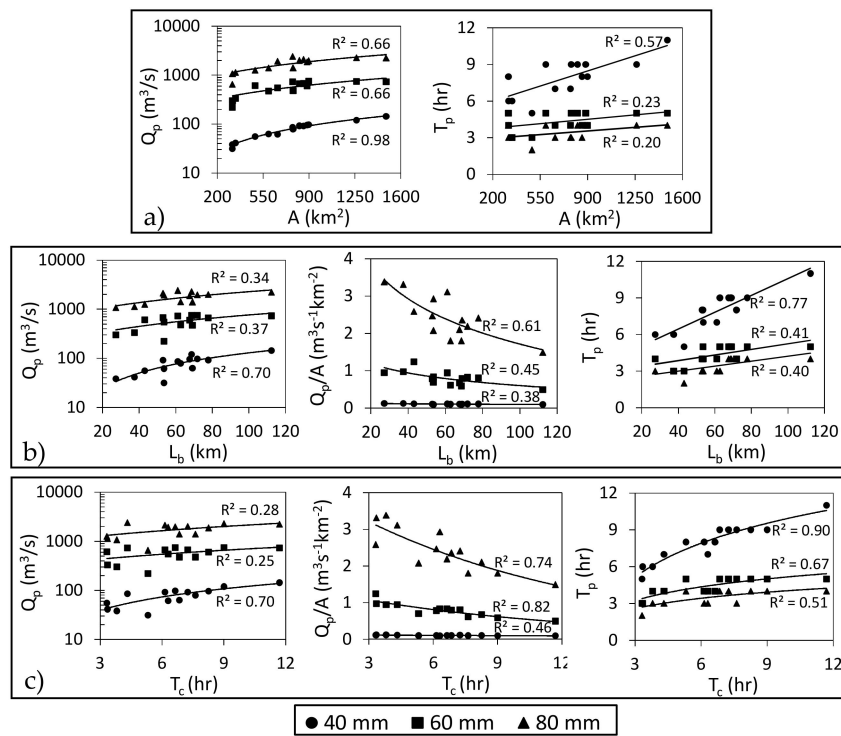 Q_p (m³/s)
10000
1000
100
10
200 550 900 1250 1600
A (km²)
R² = 0.66
R² = 0.66
R² = 0.98
T_p (hr)
12
9
6
3
0
200 550 900 1250 1600
A (km²)
R² = 0.57
R² = 0.23
R² = 0.20
a)
Q_p (m³/s)
10000
1000
100
10
20 40 60 80 100 120
L_b (km)
R² = 0.34
R² = 0.37
R² = 0.70
Q_p/A (m³s⁻¹km⁻²)
4
3
2
1
0
20 40 60 80 100 120
L_b (km)
R² = 0.61
R² = 0.45
R² = 0.38
T_p (hr)
12
9
6
3
0
20 40 60 80 100 120
L_b (km)
R² = 0.77
R² = 0.41
R² = 0.40
b)
Q_p (m³/s)
10000
1000
100
10
3 6 9 12
T_c (hr)
R² = 0.28
R² = 0.25
R² = 0.70
Q_p/A (m³s⁻¹km⁻²)
4
3
2
1
0
3 6 9 12
T_c (hr)
R² = 0.74
R² = 0.82
R² = 0.46
T_p (hr)
12
9
6
3
0
3 6 9 12
T_c (hr)
R² = 0.90
R² = 0.67
R² = 0.51
c)
40 mm 60 mm 80 mm